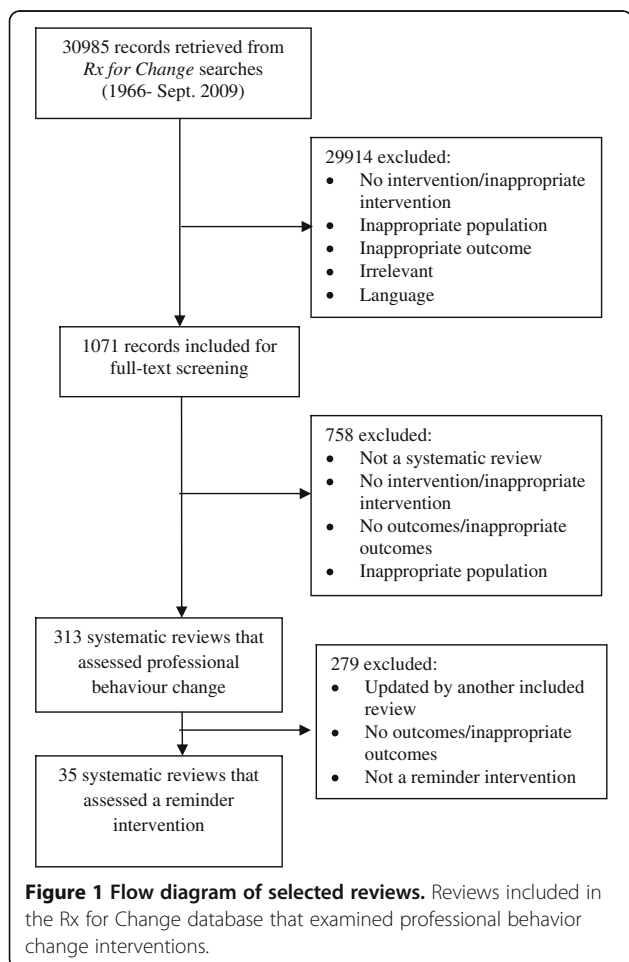 30985 records retrieved from
Rx for Change searches
(1966- Sept. 2009)
29914 excluded:
• No intervention/inappropriate
intervention
• Inappropriate population
• Inappropriate outcome
• Irrelevant
• Language
1071 records included for
full-text screening
758 excluded:
• Not a systematic review
• No intervention/inappropriate
intervention
• No outcomes/inappropriate
outcomes
• Inappropriate population
313 systematic reviews that
assessed professional
behaviour change
279 excluded:
• Updated by another included
review
• No outcomes/inappropriate
outcomes
• Not a reminder intervention
35 systematic reviews that
assessed a reminder
intervention
Figure 1 Flow diagram of selected reviews. Reviews included in
the Rx for Change database that examined professional behavior
change interventions.